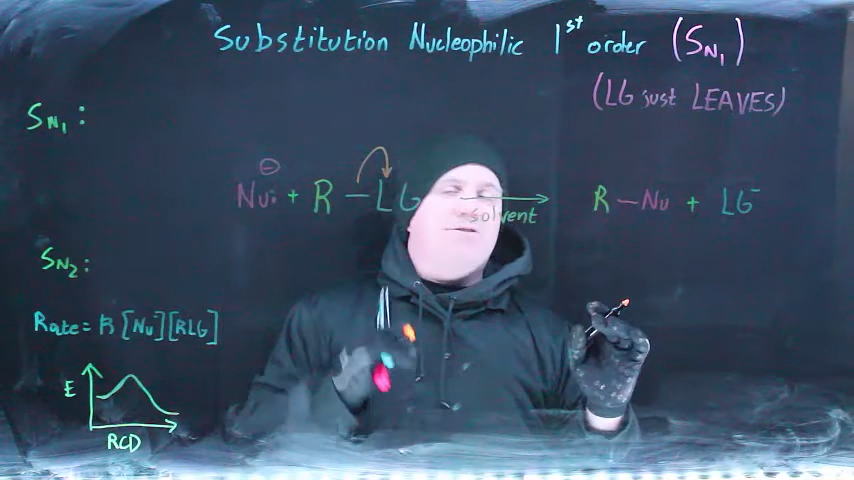 Substitution Nucleophilic 1st order (SN1)
(LG just LEAVES)
SN1:
Nu:⊖ + R—LG solvent → R—Nu + LG⁻
SN2:
Rate = k [Nu][RLG]
E
RCD